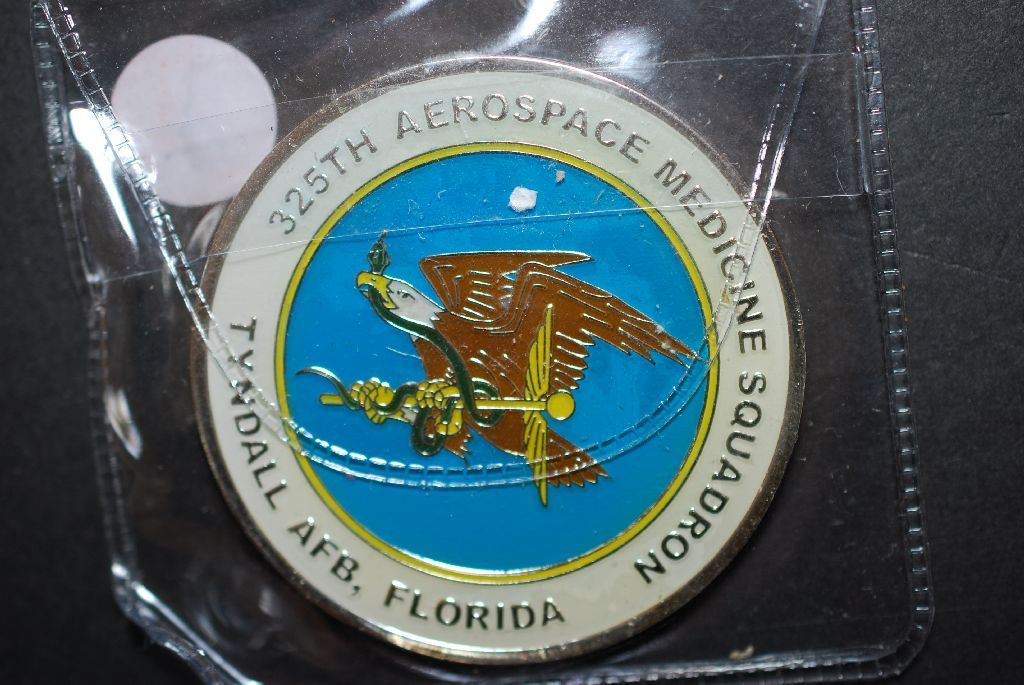 325TH AEROSPACE MEDICINE SQUADRON
TYNDALL AFB, FLORIDA